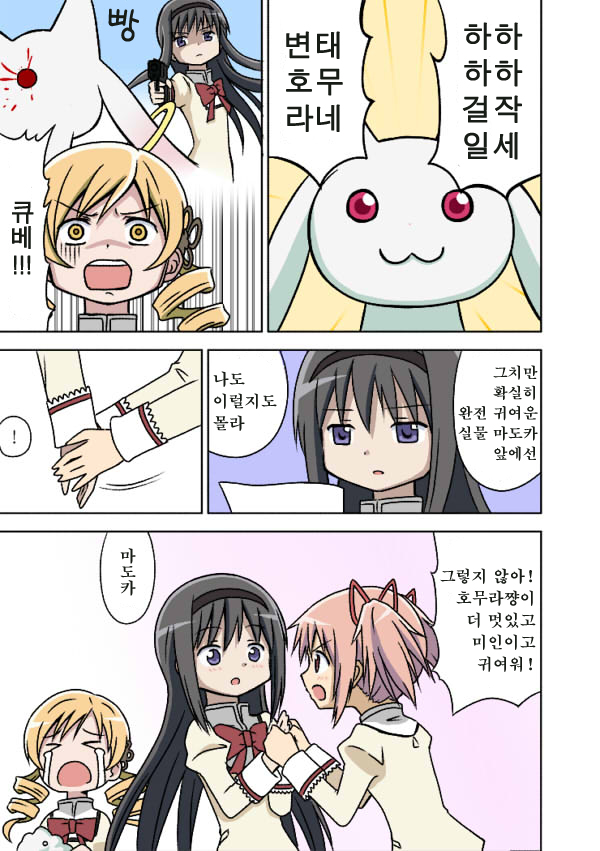 하하
하하
걸작
일세
변태
호무
라네
빵
큐베!!!
그치만
확실히
완전 귀여운
실물 마도카
앞에선
나도
이럴지도
몰라
!
그렇지 않아!
호무라쨩이
더 멋있고
미인이고
귀여워!
마도카